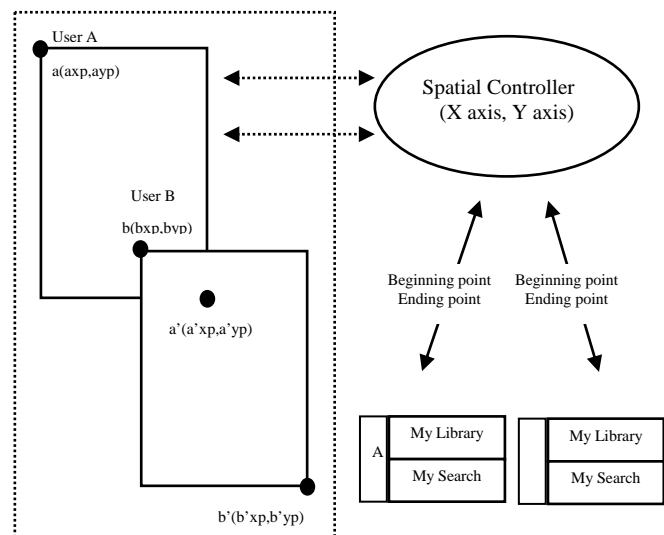 User A
a(axp,ayp)
User B
b(bxp,byp)
a’(a’xp,a’yp)
b’(b’xp,b’yp)
Spatial Controller
(X axis, Y axis)
Beginning point
Ending point
Beginning point
Ending point
A
My Library
My Search
My Library
My Search